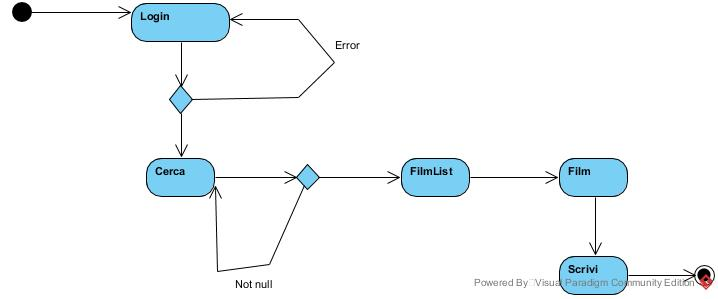 Login
Error
Cerca
FilmList
Film
Scrivi
Not null
Powered By Visual Paradigm Community Edition